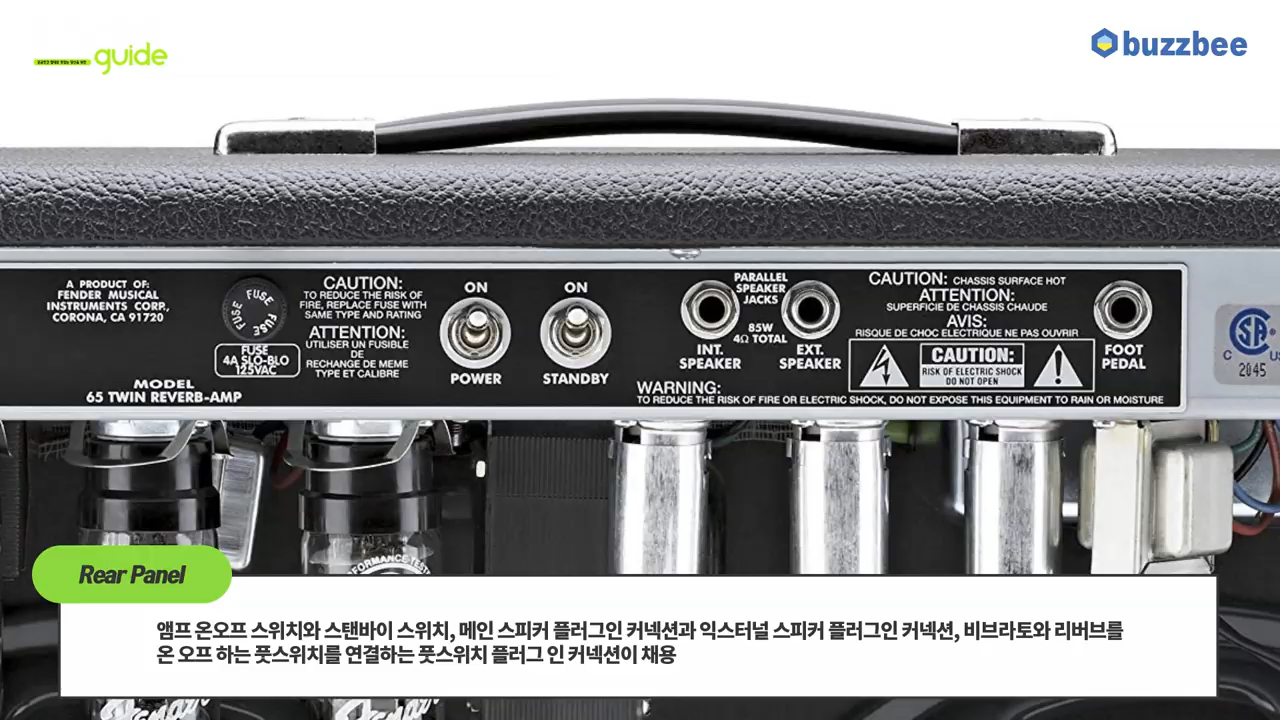 guide
buzzbee
A PRODUCT OF:
FENDER MUSICAL
INSTRUMENTS CORP.,
CORONA, CA 91720
FUSE FUSE FUSE
FUSE
4A SLO-BLO
125VAC
MODEL
65 TWIN REVERB-AMP
CAUTION:
TO REDUCE THE RISK OF
FIRE, REPLACE FUSE WITH
SAME TYPE AND RATING
ATTENTION:
UTILISER UN FUSIBLE
DE
RECHANGE DE MEME
TYPE ET CALIBRE
ON
POWER
ON
STANDBY
PARALLEL
SPEAKER
JACKS
85W
4Ω TOTAL
INT.
SPEAKER
EXT.
SPEAKER
WARNING:
TO REDUCE THE RISK OF FIRE OR ELECTRIC SHOCK, DO NOT EXPOSE THIS EQUIPMENT TO RAIN OR MOISTURE
CAUTION: CHASSIS SURFACE HOT
ATTENTION:
SUPERFICIE DE CHASSIS CHAUDE
AVIS:
RISQUE DE CHOC ELECTRIQUE NE PAS OUVRIR
CAUTION:
RISK OF ELECTRIC SHOCK
DO NOT OPEN
FOOT
PEDAL
SA
C US
2045
Rear Panel
앰프 온오프 스위치와 스탠바이 스위치, 메인 스피커 플러그인 커넥션과 익스터널 스피커 플러그인 커넥션, 비브라토와 리버브를
온 오프 하는 풋스위치를 연결하는 풋스위치 플러그 인 커넥션이 채용